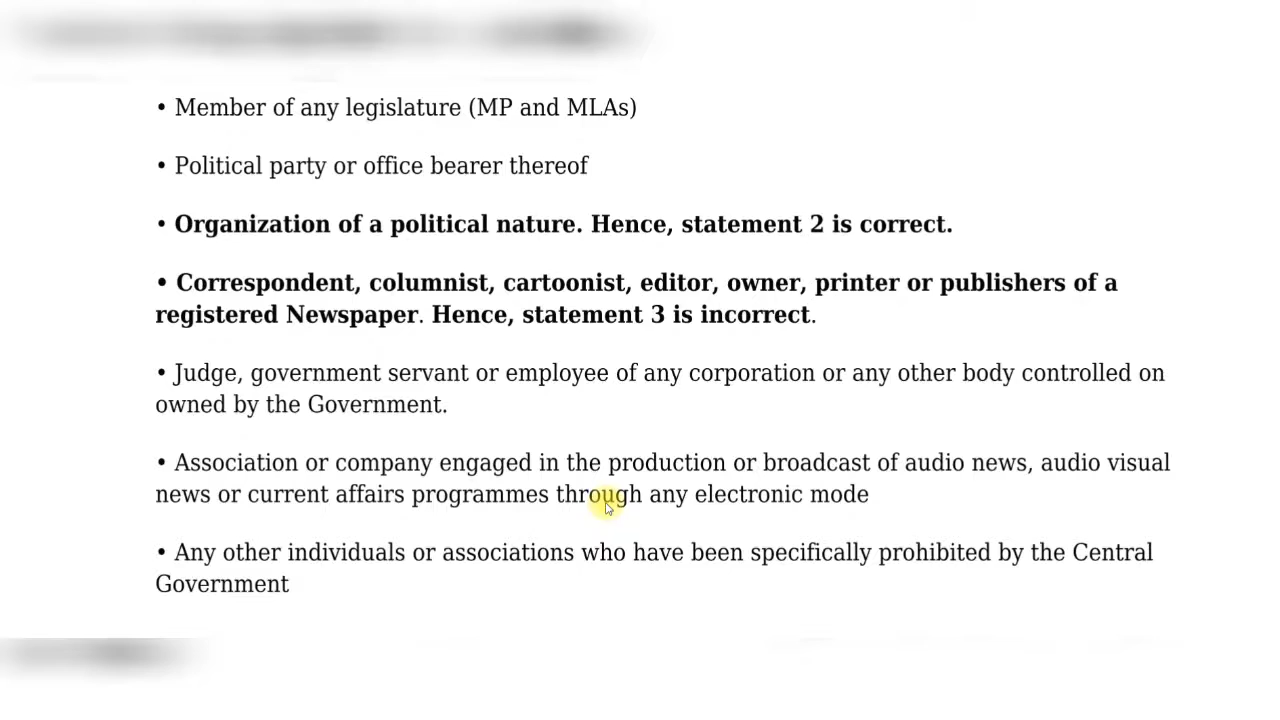 • Member of any legislature (MP and MLAs)
• Political party or office bearer thereof
• Organization of a political nature. Hence, statement 2 is correct.
• Correspondent, columnist, cartoonist, editor, owner, printer or publishers of a
registered Newspaper. Hence, statement 3 is incorrect.
• Judge, government servant or employee of any corporation or any other body controlled on
owned by the Government.
• Association or company engaged in the production or broadcast of audio news, audio visual
news or current affairs programmes through any electronic mode
• Any other individuals or associations who have been specifically prohibited by the Central
Government